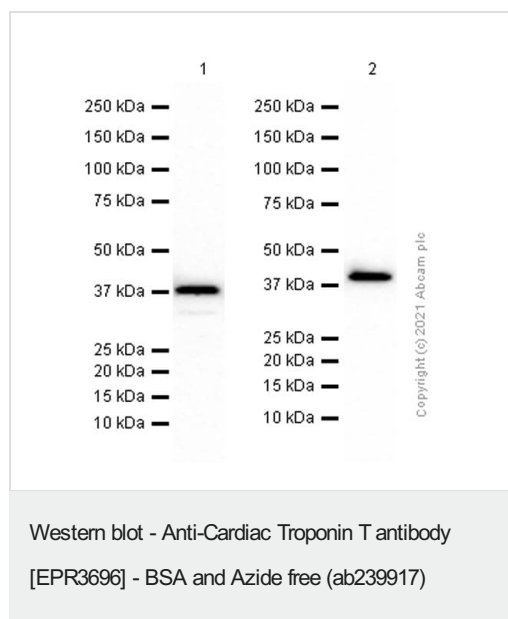 1 2
250 kDa 250 kDa
150 kDa 150 kDa
100 kDa 100 kDa
75 kDa 75 kDa
50 kDa 50 kDa
37 kDa 37 kDa
25 kDa 25 kDa
20 kDa 20 kDa
15 kDa 15 kDa
10 kDa 10 kDa
Copyright (c) 2021 Abcam plc
Western blot - Anti-Cardiac Troponin T antibody
[EPR3696] - BSA and Azide free (ab239917)